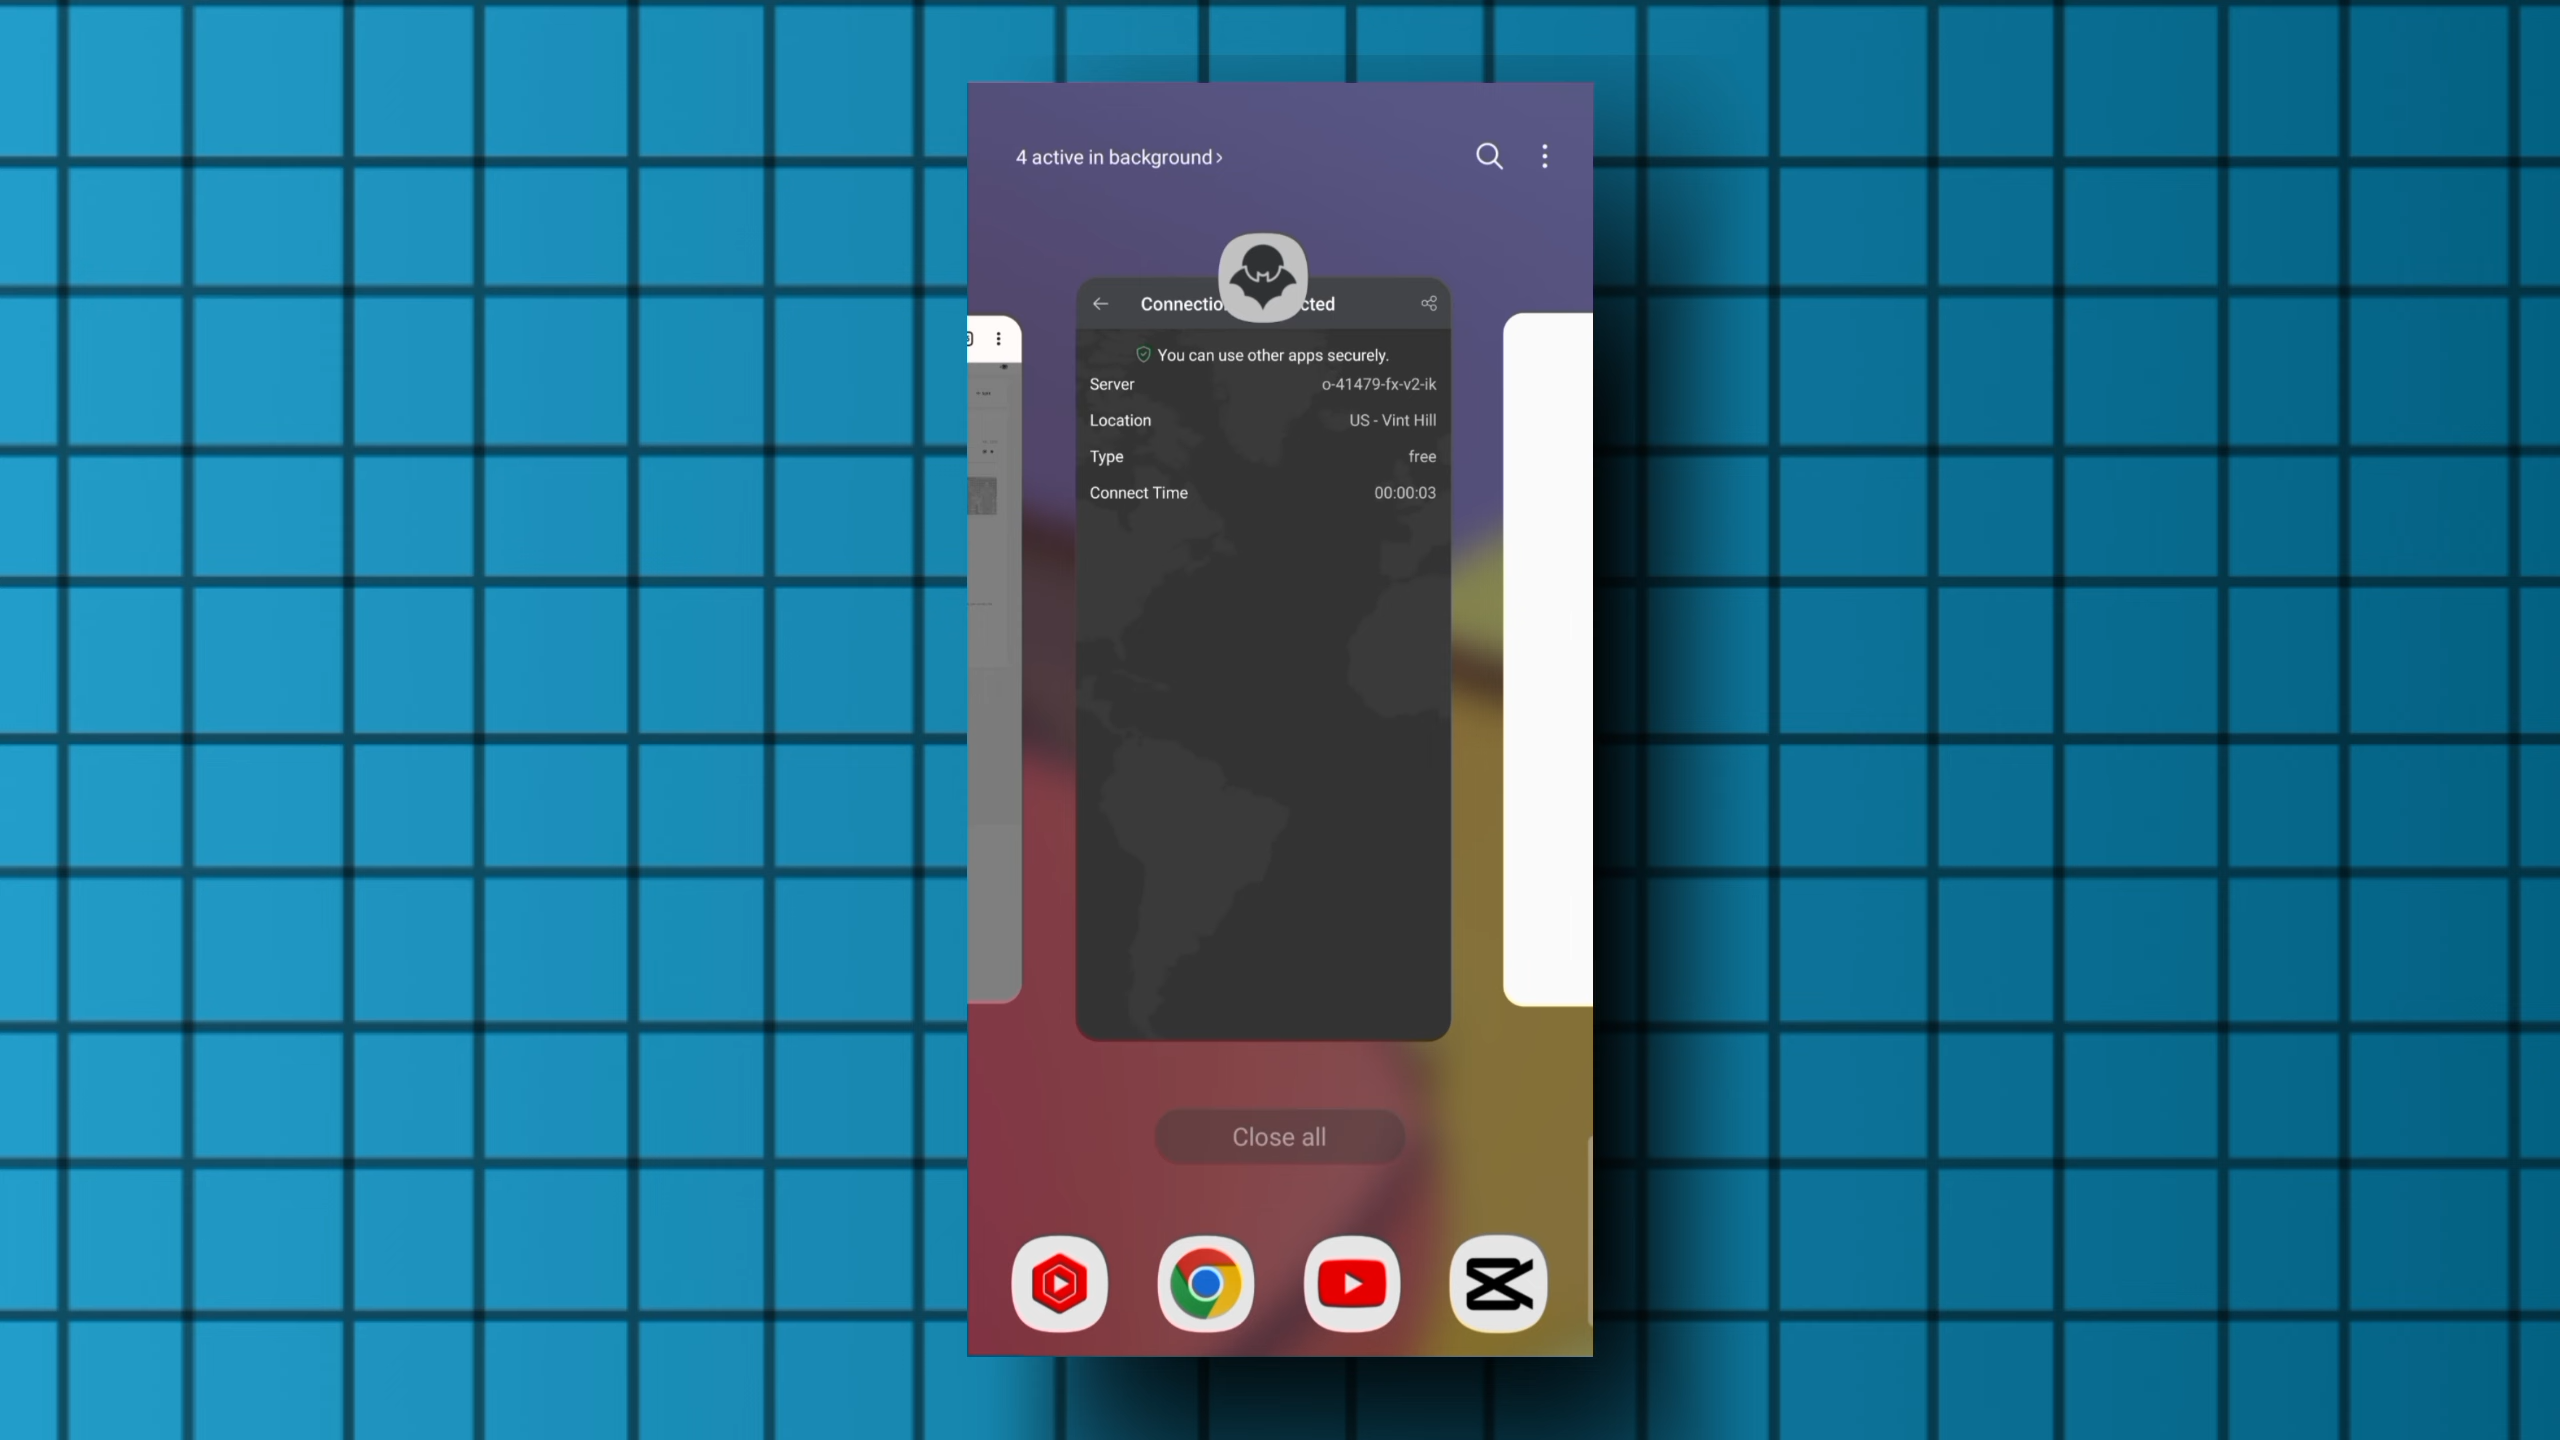 4 active in background
Connectio cted
You can use other apps securely.
Server o-41479-fx-v2-ik
Location US - Vint Hill
Type free
Connect Time 00:00:03
Close all